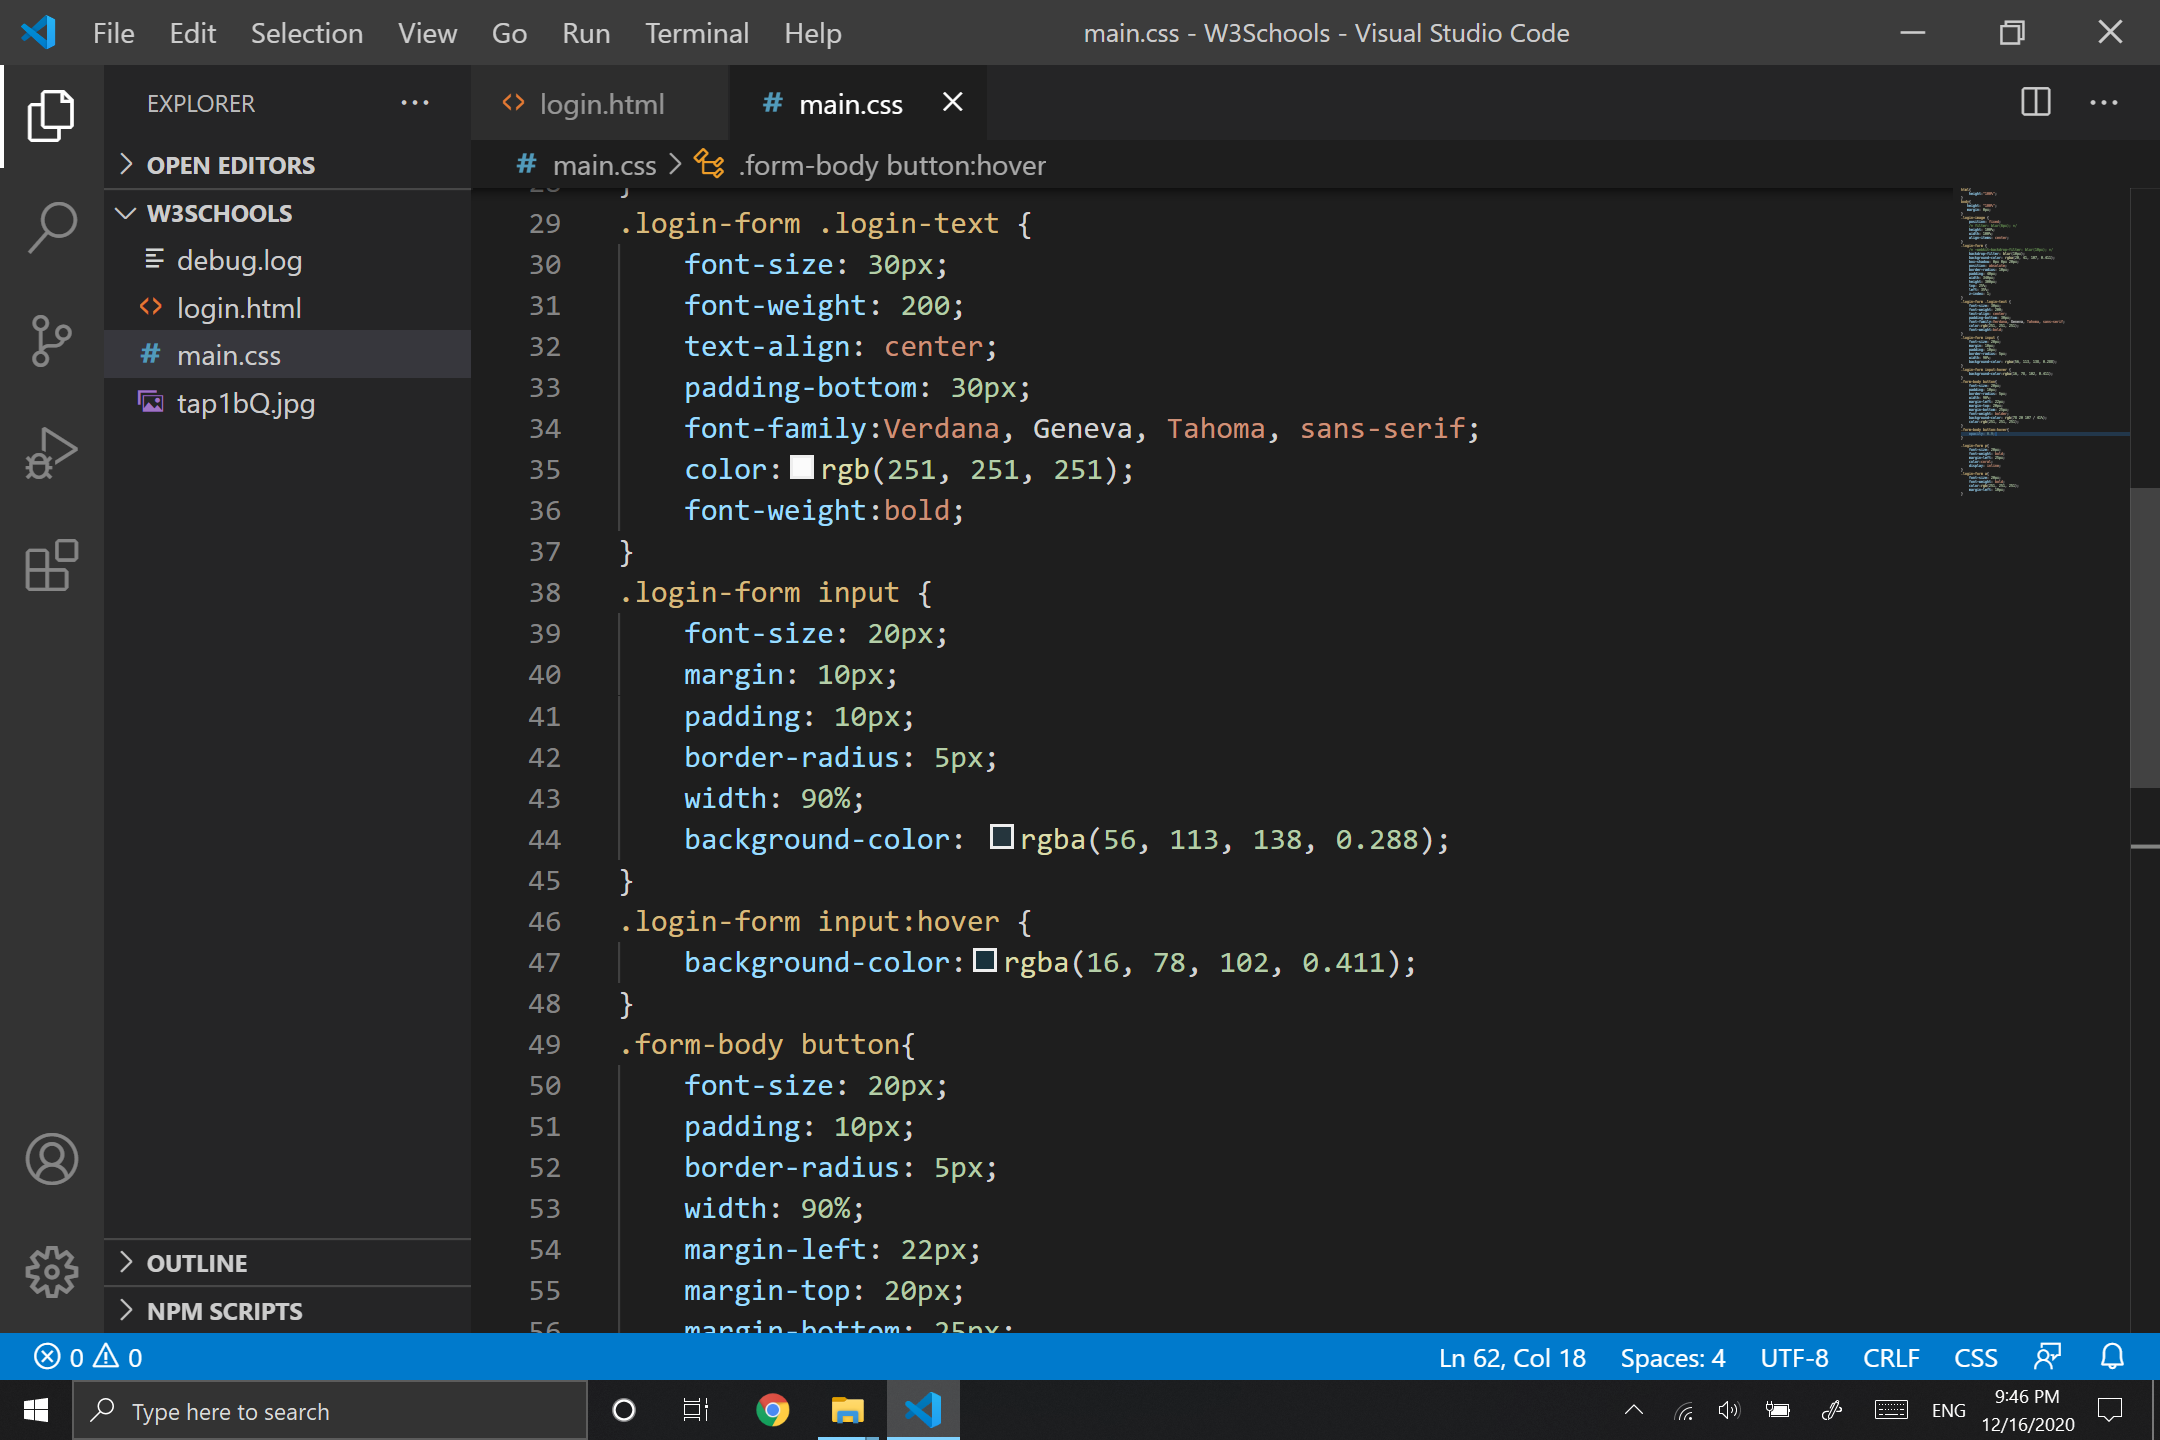 File Edit Selection View Go Run Terminal Help
main.css - W3Schools - Visual Studio Code
EXPLORER
OPEN EDITORS
W3SCHOOLS
debug.log
login.html
main.css
tap1bQ.jpg
OUTLINE
NPM SCRIPTS
login.html
main.css
main.css > .form-body button:hover
29 .login-form .login-text {
30 font-size: 30px;
31 font-weight: 200;
32 text-align: center;
33 padding-bottom: 30px;
34 font-family:Verdana, Geneva, Tahoma, sans-serif;
35 color: rgb(251, 251, 251);
36 font-weight:bold;
37 }
38 .login-form input {
39 font-size: 20px;
40 margin: 10px;
41 padding: 10px;
42 border-radius: 5px;
43 width: 90%;
44 background-color: rgba(56, 113, 138, 0.288);
45 }
46 .login-form input:hover {
47 background-color: rgba(16, 78, 102, 0.411);
48 }
49 .form-body button{
50 font-size: 20px;
51 padding: 10px;
52 border-radius: 5px;
53 width: 90%;
54 margin-left: 22px;
55 margin-top: 20px;
56 margin-bottom: 25px;
0 0
Ln 62, Col 18 Spaces: 4 UTF-8 CRLF CSS
Type here to search
ENG
9:46 PM
12/16/2020